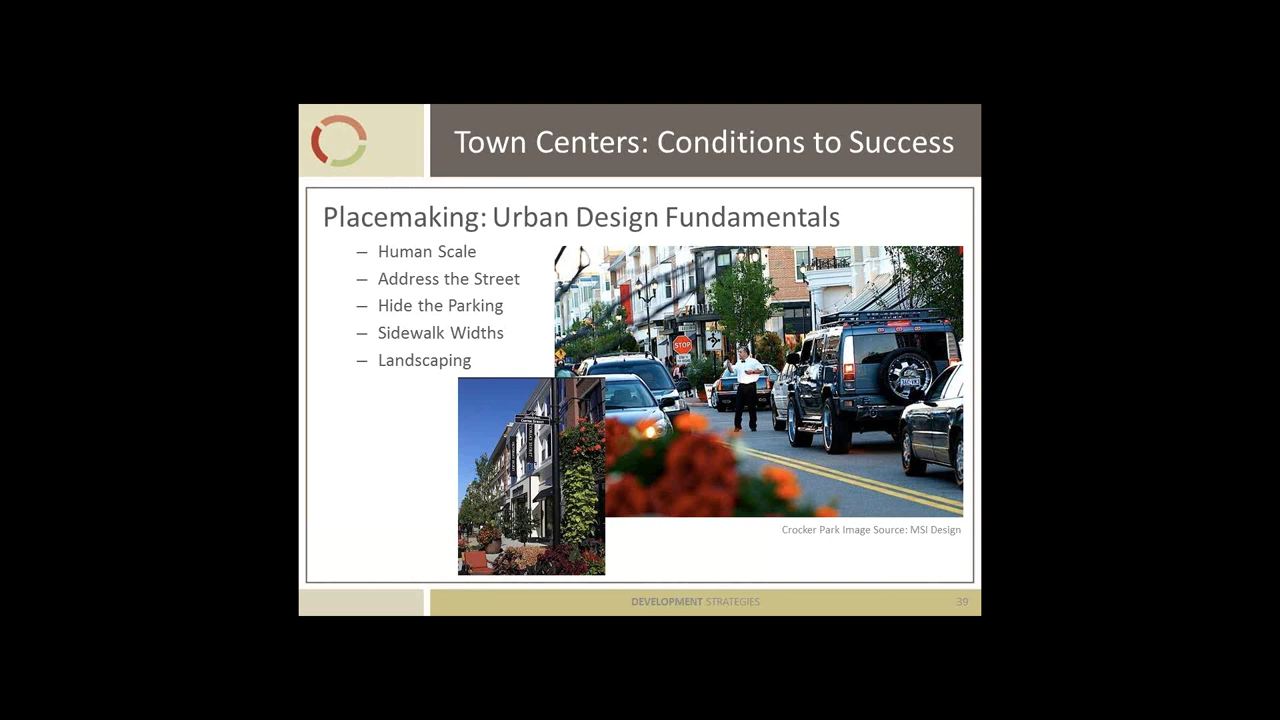 Town Centers: Conditions to Success
Placemaking: Urban Design Fundamentals
– Human Scale
– Address the Street
– Hide the Parking
– Sidewalk Widths
– Landscaping
STOP
Crocker Park Image Source: MSI Design
DEVELOPMENT STRATEGIES
39